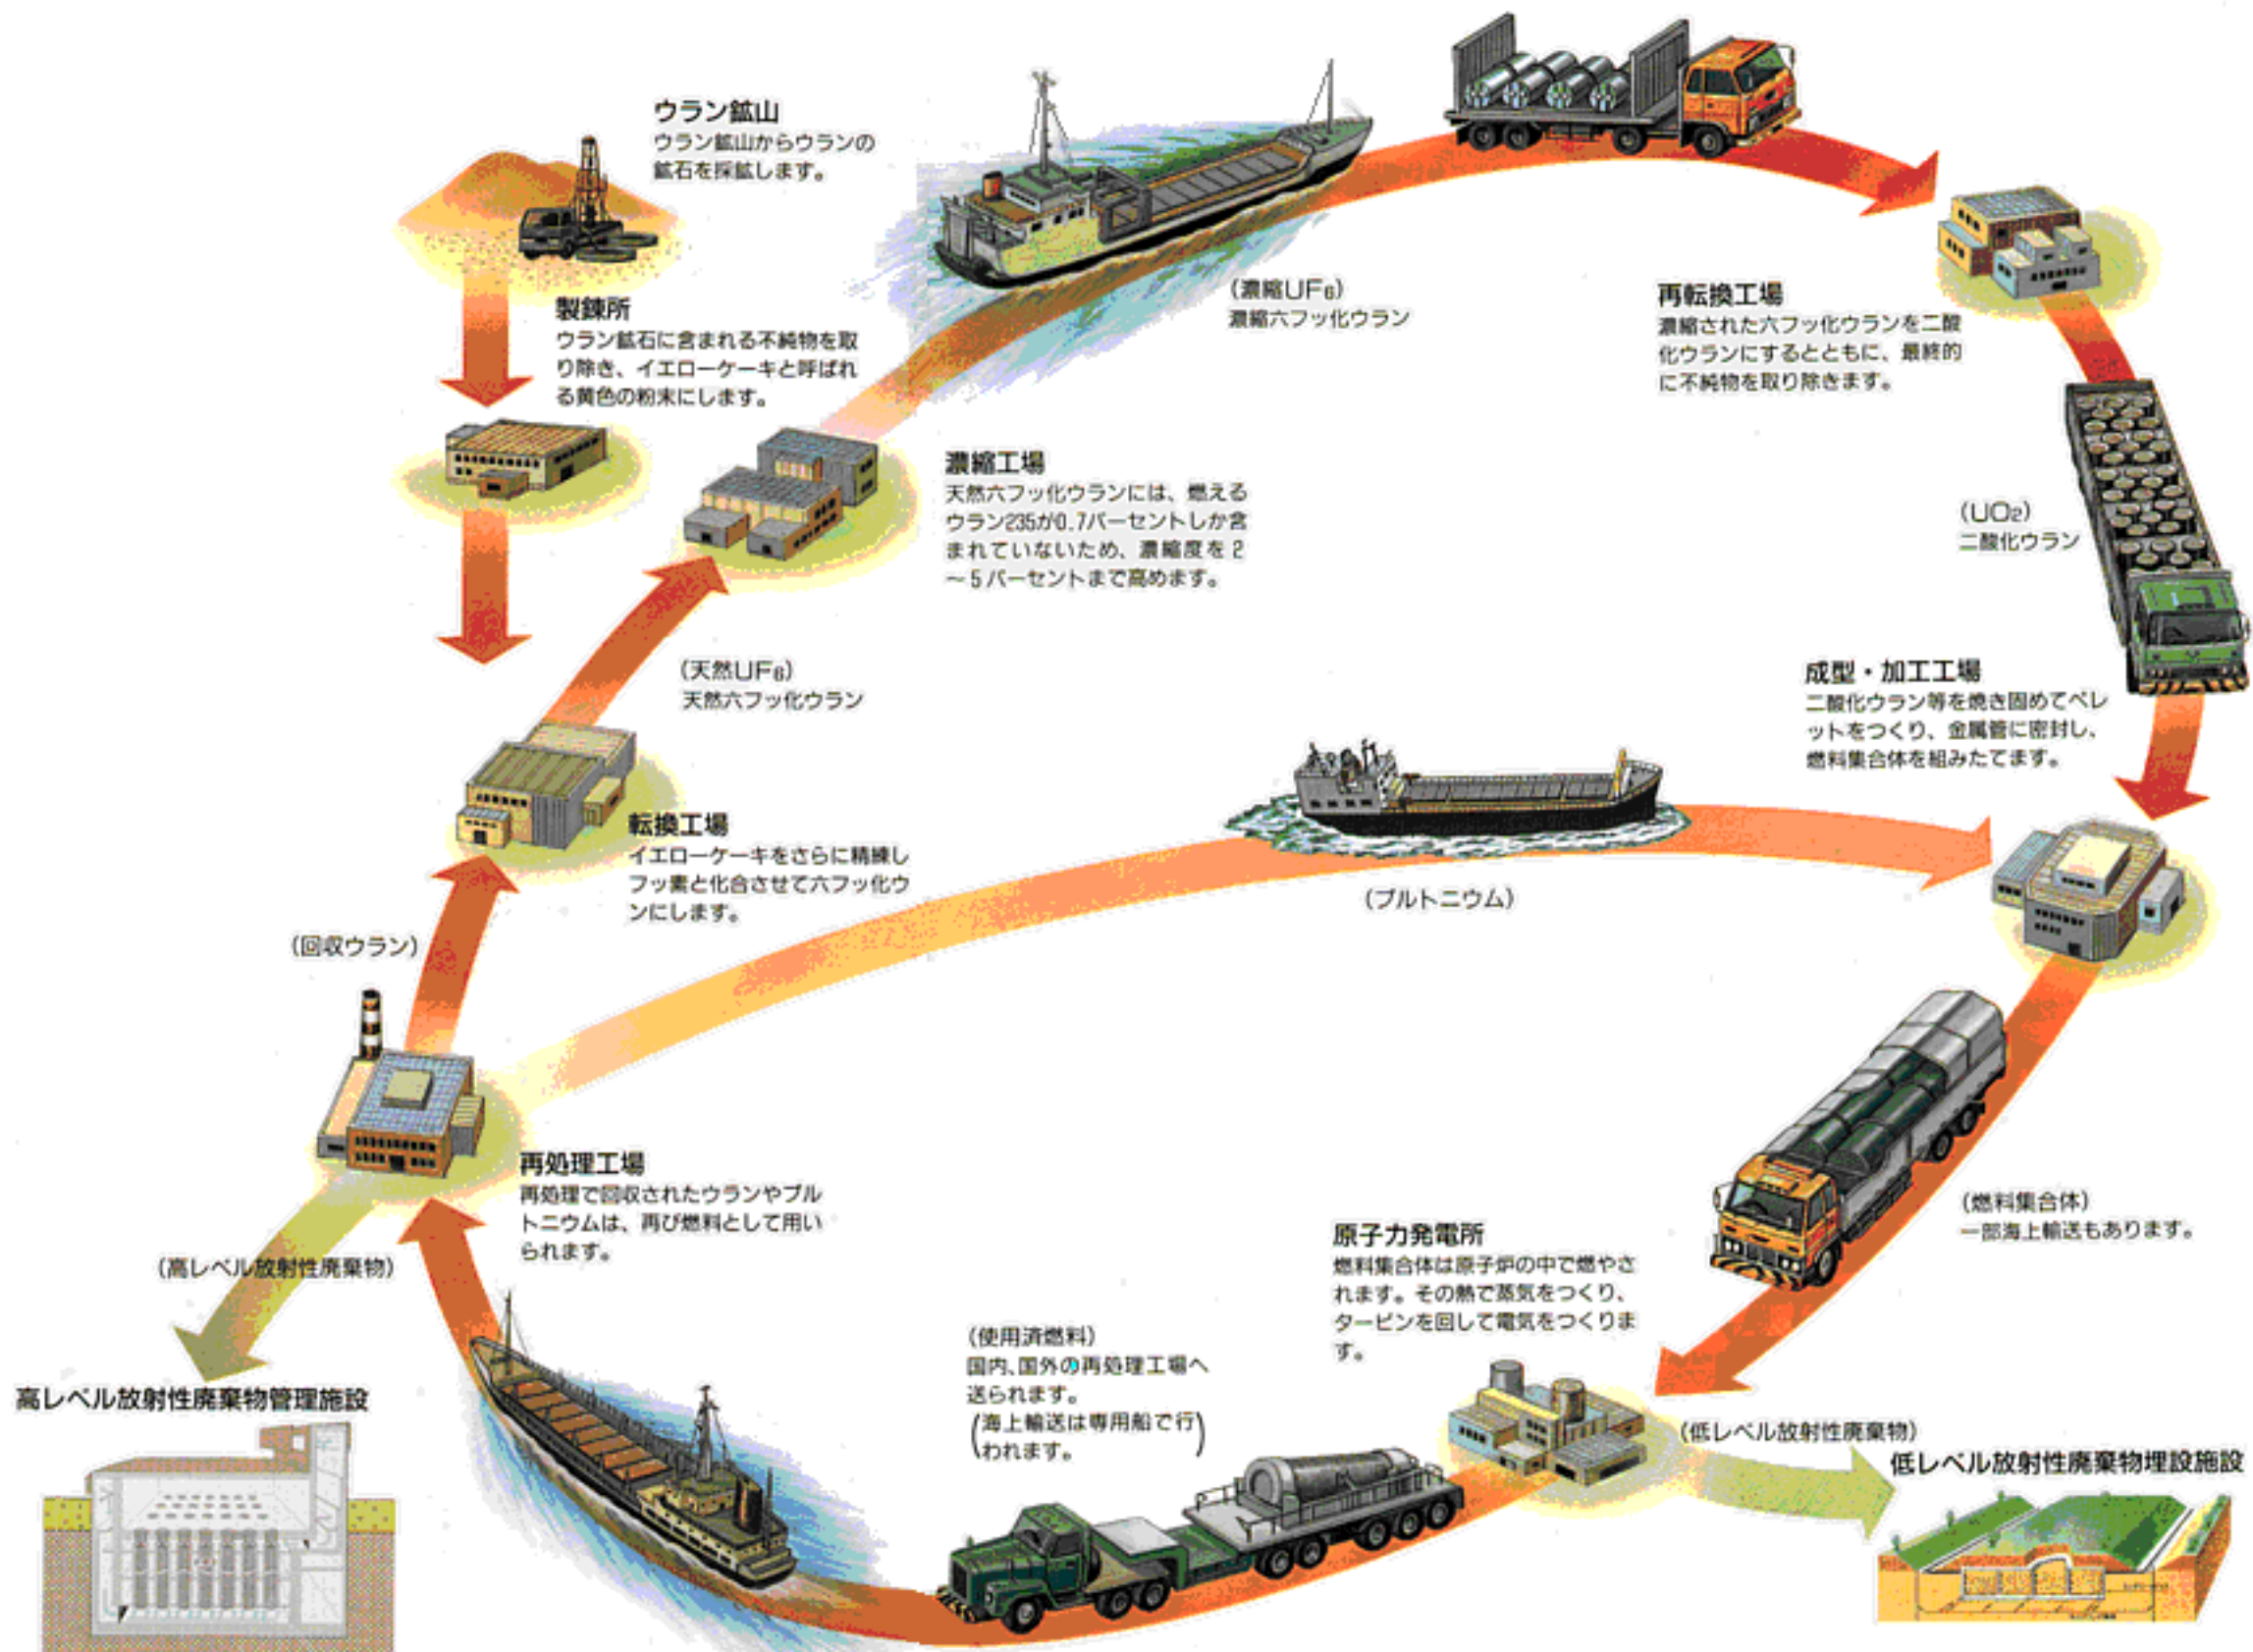 ウラン鉱山
ウラン鉱山からウランの
鉱石を採鉱します。
製錬所
ウラン鉱石に含まれる不純物を取
り除き、イエローケーキと呼ばれ
る黄色の粉末にします。
(濃縮UF6)
濃縮六フッ化ウラン
再転換工場
濃縮された六フッ化ウランを二酸
化ウランにするとともに、最終的
に不純物を取り除きます。
濃縮工場
天然六フッ化ウランには、燃える
ウラン235が0.7パーセントしか含
まれていないため、濃縮度を2
〜5パーセントまで高めます。
(UO2)
二酸化ウラン
(天然UF6)
天然六フッ化ウラン
成型・加工工場
二酸化ウラン等を焼き固めてペレ
ットをつくり、金属管に密封し、
燃料集合体を組みたてます。
転換工場
イエローケーキをさらに精練し
フッ素と化合させて六フッ化ウ
ンにします。
(プルトニウム)
(回収ウラン)
再処理工場
再処理で回収されたウランやプル
トニウムは、再び燃料として用い
られます。
(高レベル放射性廃棄物)
高レベル放射性廃棄物管理施設
(燃料集合体)
一部海上輸送もあります。
原子力発電所
燃料集合体は原子炉の中で燃やさ
れます。その熱で蒸気をつくり、
タービンを回して電気をつくりま
す。
(使用済燃料)
国内、国外の再処理工場へ
送られます。
(海上輸送は専用船で行
われます。)
(低レベル放射性廃棄物)
低レベル放射性廃棄物埋設施設